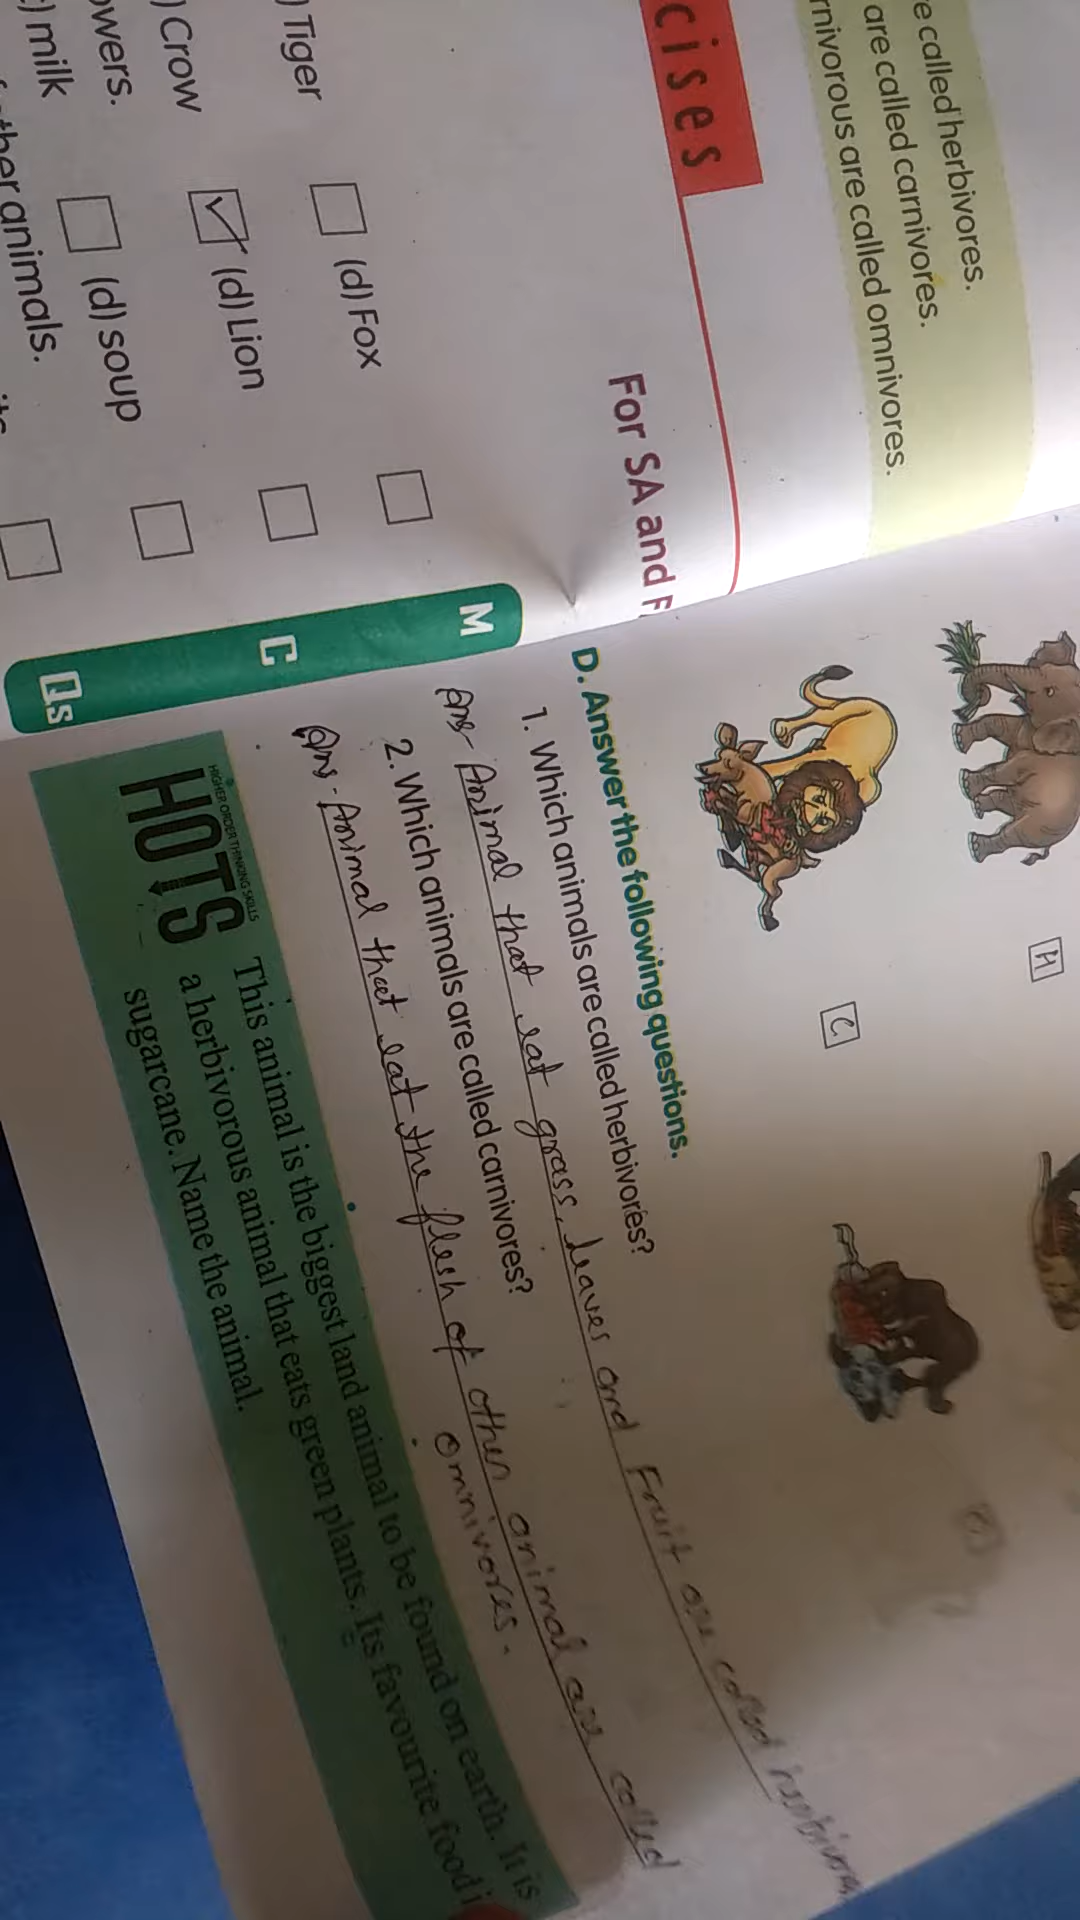 e called herbivores.
are called carnivores.
rnivorous are called omnivores.
cises
For SA and F
Tiger
(d) Fox
) Crow
(d) Lion
owers.
) milk
(d) soup
ther animals.
M
C
Qs
H
C
D. Answer the following questions.
1. Which animals are called herbivores?
Ans- Animal that eat grass, leaves and Fruit are called
2. Which animals are called carnivores?
Ans- Animal that eat the flesh of other animal are called
omnivores.
HIGHER ORDER THINKING SKILLS
HOTS
This animal is the biggest land animal to be found on earth. It is
a herbivorous animal that eats green plants. Its favourite food i
sugarcane. Name the animal.